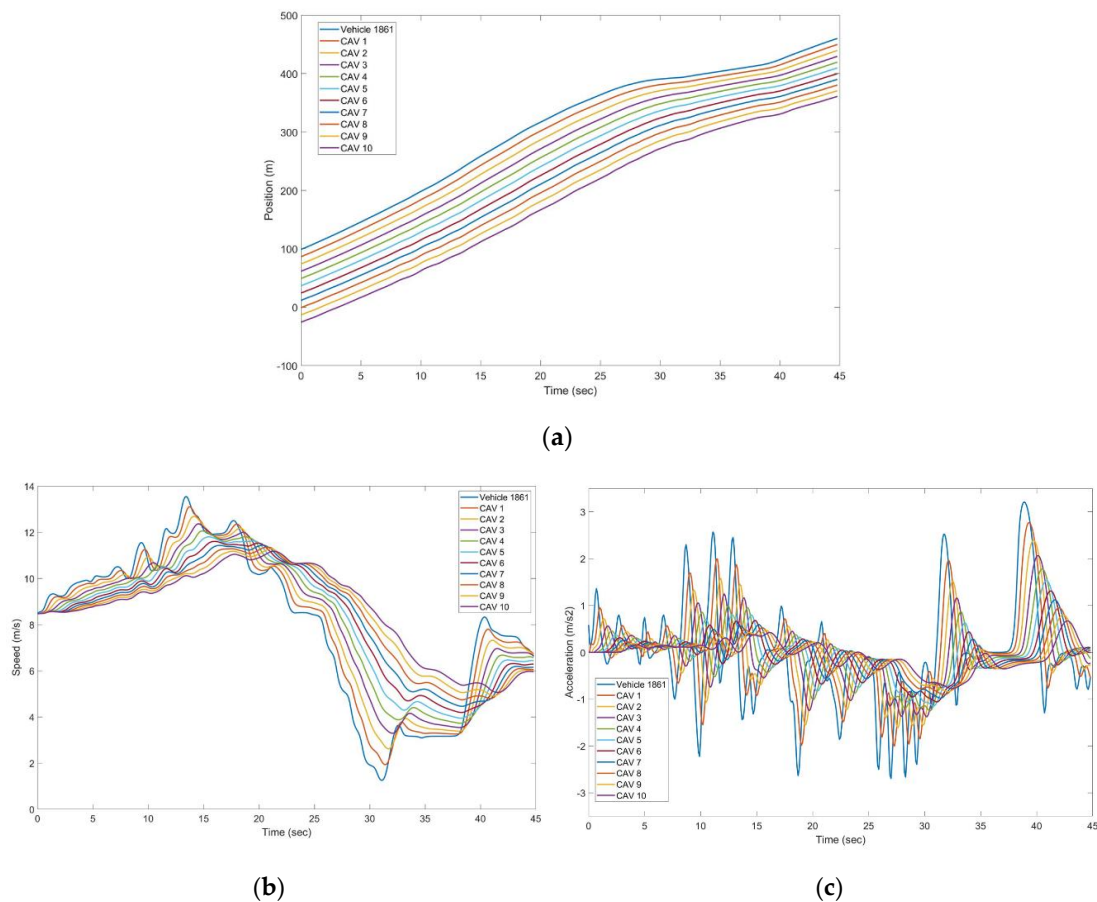 500
400
300
200
100
0
-100
Position (m)
Vehicle 1861
CAV 1
CAV 2
CAV 3
CAV 4
CAV 5
CAV 6
CAV 7
CAV 8
CAV 9
CAV 10
0 5 10 15 20 25 30 35 40 45
Time (sec)
(a)
14
12
10
8
6
4
2
0
Speed (m/s)
Vehicle 1861
CAV 1
CAV 2
CAV 3
CAV 4
CAV 5
CAV 6
CAV 7
CAV 8
CAV 9
CAV 10
0 5 10 15 20 25 30 35 40 45
Time (sec)
(b)
3
2
1
0
-1
-2
-3
Acceleration (m/s2)
Vehicle 1861
CAV 1
CAV 2
CAV 3
CAV 4
CAV 5
CAV 6
CAV 7
CAV 8
CAV 9
CAV 10
0 5 10 15 20 25 30 35 40 45
Time (sec)
(c)